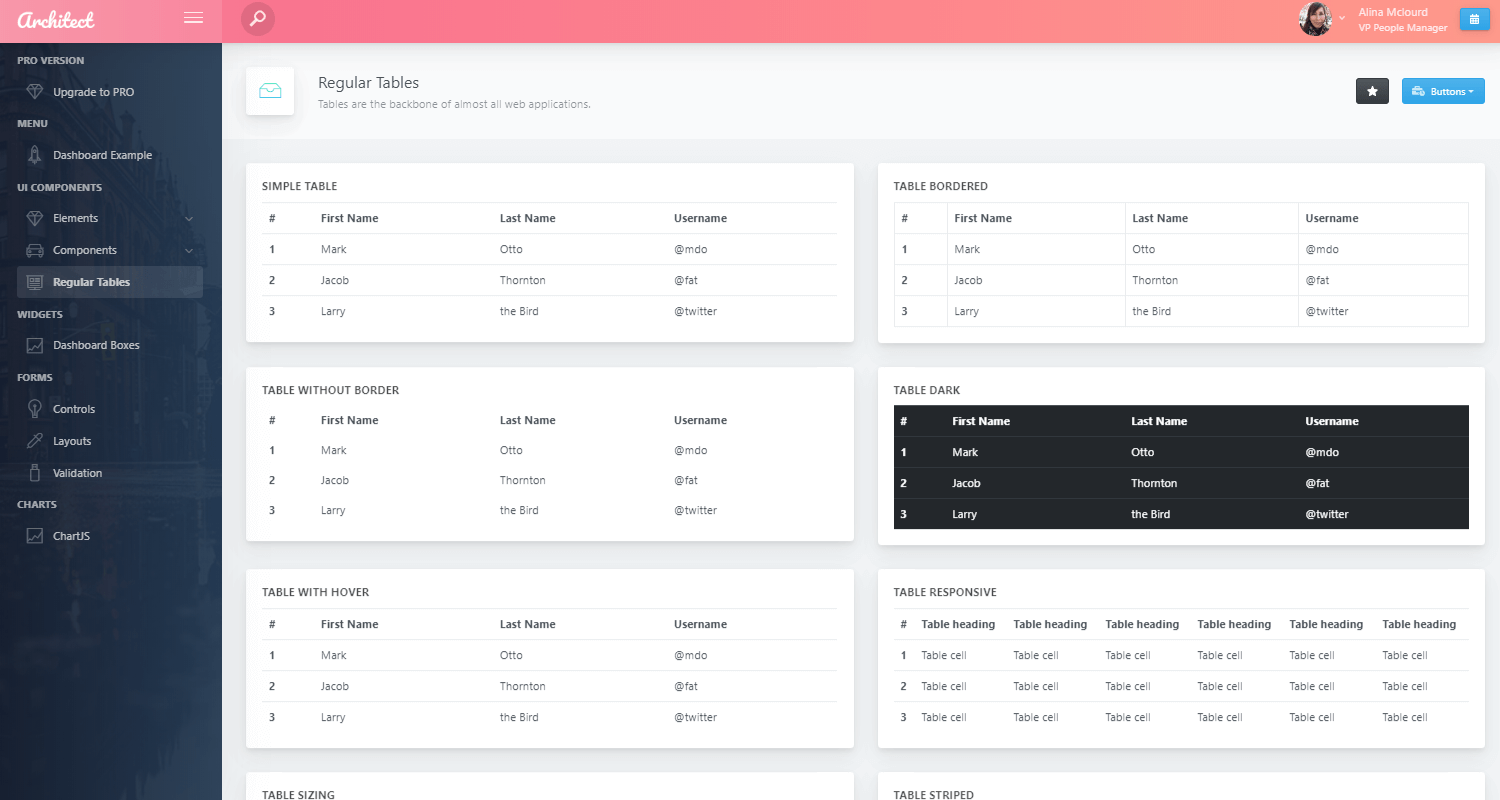 Architect
Alina Mclourd
VP People Manager
PRO VERSION
Upgrade to PRO
MENU
Dashboard Example
UI COMPONENTS
Elements
Components
Regular Tables
WIDGETS
Dashboard Boxes
FORMS
Controls
Layouts
Validation
CHARTS
ChartJS
Regular Tables
Tables are the backbone of almost all web applications.
Buttons
SIMPLE TABLE
# First Name Last Name Username
1 Mark Otto @mdo
2 Jacob Thornton @fat
3 Larry the Bird @twitter
TABLE BORDERED
# First Name Last Name Username
1 Mark Otto @mdo
2 Jacob Thornton @fat
3 Larry the Bird @twitter
TABLE WITHOUT BORDER
# First Name Last Name Username
1 Mark Otto @mdo
2 Jacob Thornton @fat
3 Larry the Bird @twitter
TABLE DARK
# First Name Last Name Username
1 Mark Otto @mdo
2 Jacob Thornton @fat
3 Larry the Bird @twitter
TABLE WITH HOVER
# First Name Last Name Username
1 Mark Otto @mdo
2 Jacob Thornton @fat
3 Larry the Bird @twitter
TABLE RESPONSIVE
# Table heading Table heading Table heading Table heading Table heading Table heading
1 Table cell Table cell Table cell Table cell Table cell Table cell
2 Table cell Table cell Table cell Table cell Table cell Table cell
3 Table cell Table cell Table cell Table cell Table cell Table cell
TABLE SIZING
TABLE STRIPED